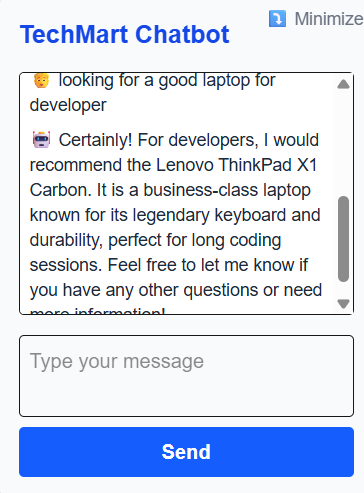 Minimize
TechMart Chatbot
looking for a good laptop for
developer
Certainly! For developers, I would
recommend the Lenovo ThinkPad X1
Carbon. It is a business-class laptop
known for its legendary keyboard and
durability, perfect for long coding
sessions. Feel free to let me know if
you have any other questions or need
more information!
Type your message
Send